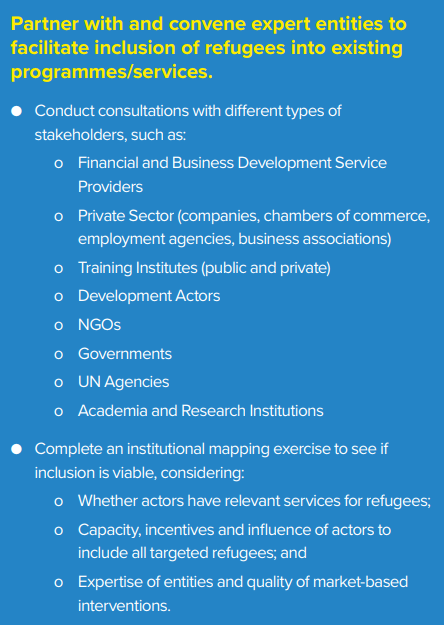 Partner with and convene expert entities to
facilitate inclusion of refugees into existing
programmes/services.
● Conduct consultations with different types of
stakeholders, such as:
o Financial and Business Development Service
Providers
o Private Sector (companies, chambers of commerce,
employment agencies, business associations)
o Training Institutes (public and private)
o Development Actors
o NGOs
o Governments
o UN Agencies
o Academia and Research Institutions
● Complete an institutional mapping exercise to see if
inclusion is viable, considering:
o Whether actors have relevant services for refugees;
o Capacity, incentives and influence of actors to
include all targeted refugees; and
o Expertise of entities and quality of market-based
interventions.